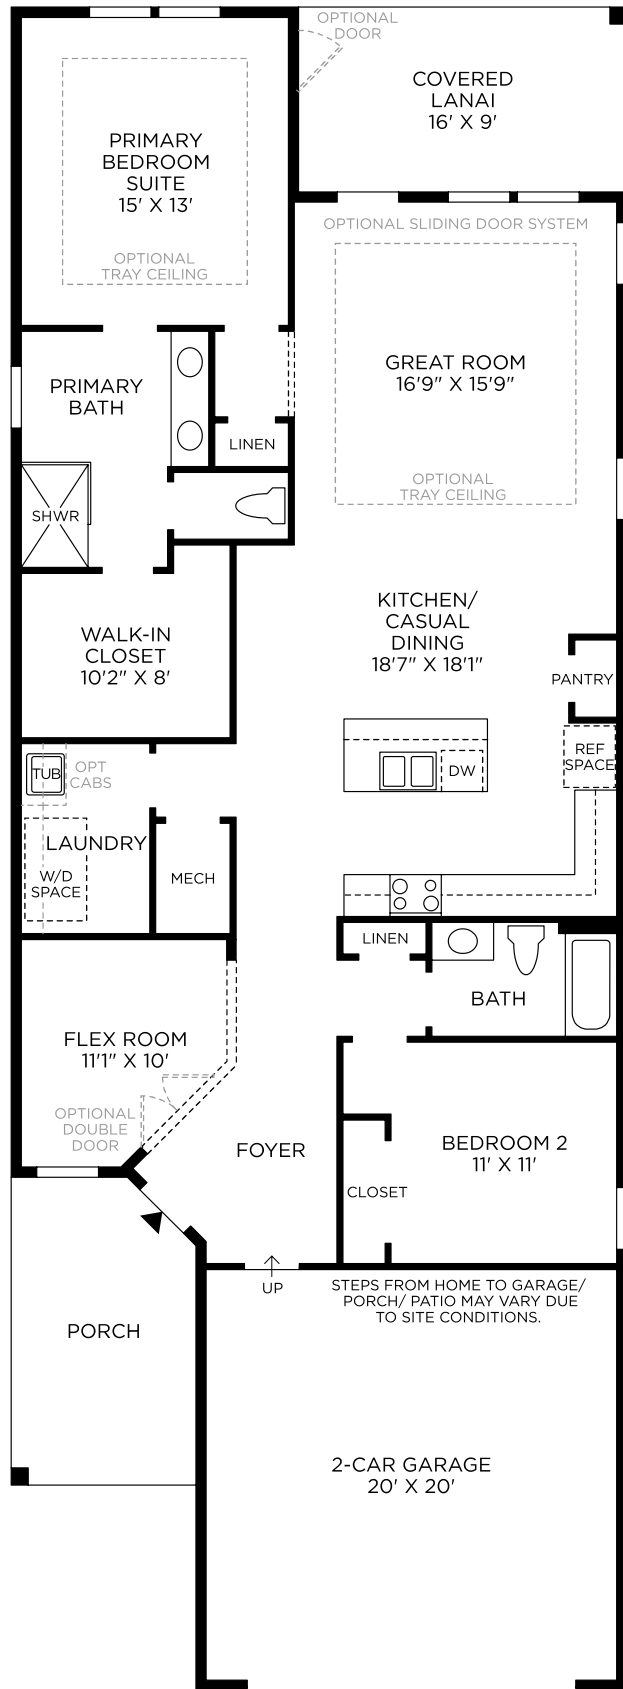 OPTIONAL
DOOR
COVERED
LANAI
16' X 9'
PRIMARY
BEDROOM
SUITE
15' X 13'
OPTIONAL
TRAY CEILING
OPTIONAL SLIDING DOOR SYSTEM
GREAT ROOM
16'9" X 15'9"
OPTIONAL
TRAY CEILING
PRIMARY
BATH
LINEN
SHWR
WALK-IN
CLOSET
10'2" X 8'
KITCHEN/
CASUAL
DINING
18'7" X 18'1"
PANTRY
REF
SPACE
DW
TUB
OPT
CABS
LAUNDRY
W/D
SPACE
MECH
LINEN
BATH
FLEX ROOM
11'1" X 10'
OPTIONAL
DOUBLE
DOOR
FOYER
BEDROOM 2
11' X 11'
CLOSET
UP
STEPS FROM HOME TO GARAGE/
PORCH/ PATIO MAY VARY DUE
TO SITE CONDITIONS.
PORCH
2-CAR GARAGE
20' X 20'